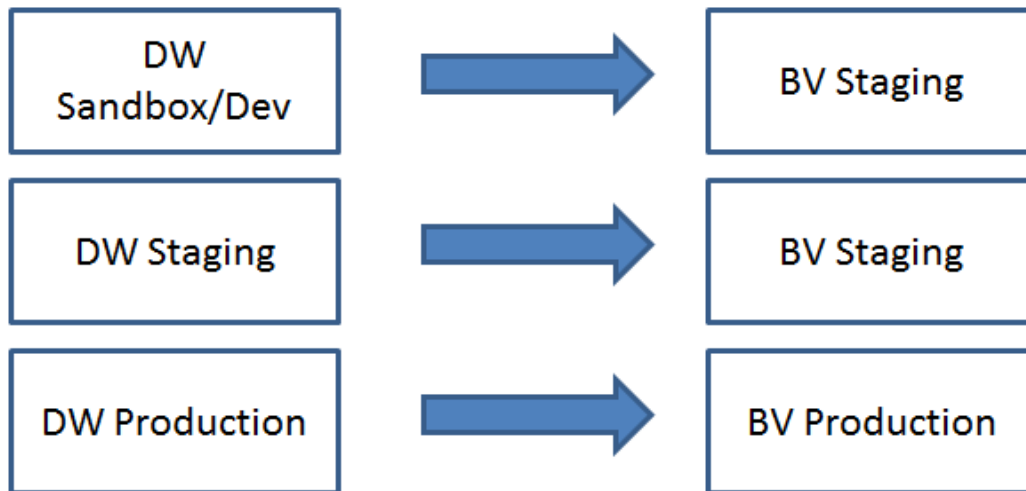 DW
Sandbox/Dev
BV Staging
DW Staging
BV Staging
DW Production
BV Production